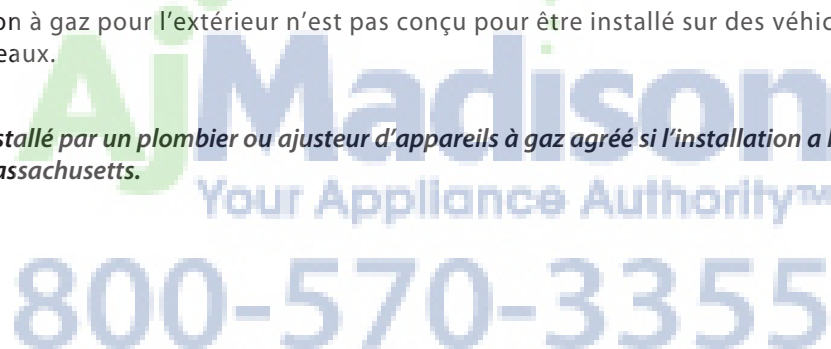 on à gaz pour l’extérieur n’est pas conçu pour être installé sur des véhic
eaux.
stallé par un plombier ou ajusteur d’appareils à gaz agréé si l’installation a l
assachusetts.
AjMadison
Your Appliance Authority™
800-570-3355